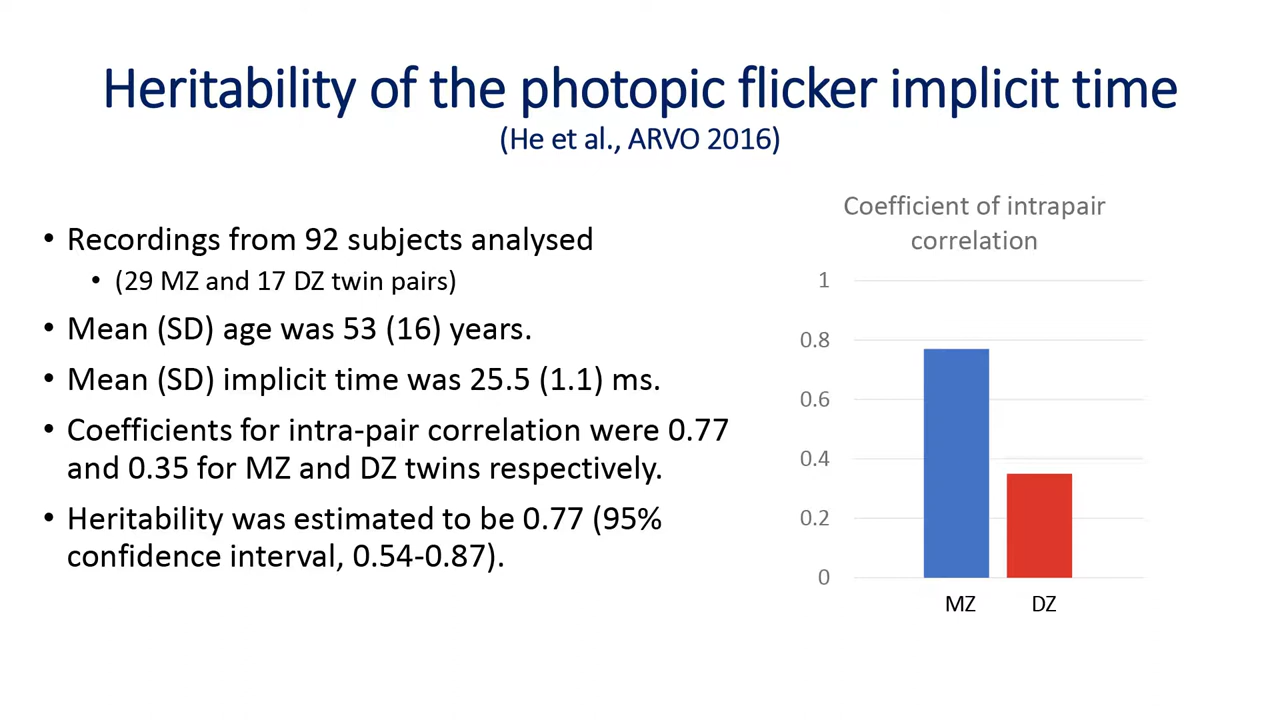 Heritability of the photopic flicker implicit time
(He et al., ARVO 2016)
• Recordings from 92 subjects analysed
• (29 MZ and 17 DZ twin pairs)
• Mean (SD) age was 53 (16) years.
• Mean (SD) implicit time was 25.5 (1.1) ms.
• Coefficients for intra-pair correlation were 0.77
and 0.35 for MZ and DZ twins respectively.
• Heritability was estimated to be 0.77 (95%
confidence interval, 0.54-0.87).
Coefficient of intrapair
correlation
1
0.8
0.6
0.4
0.2
0
MZ DZ